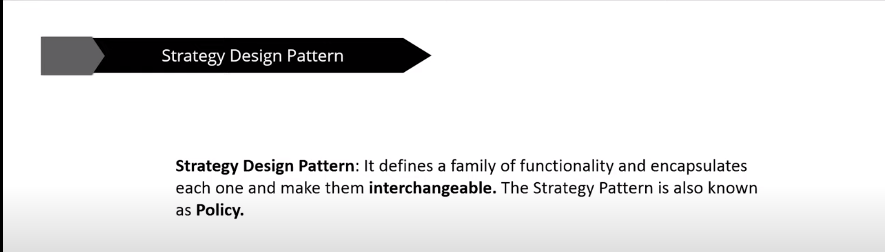 Strategy Design Pattern
Strategy Design Pattern: It defines a family of functionality and encapsulates
each one and make them interchangeable. The Strategy Pattern is also known
as Policy.